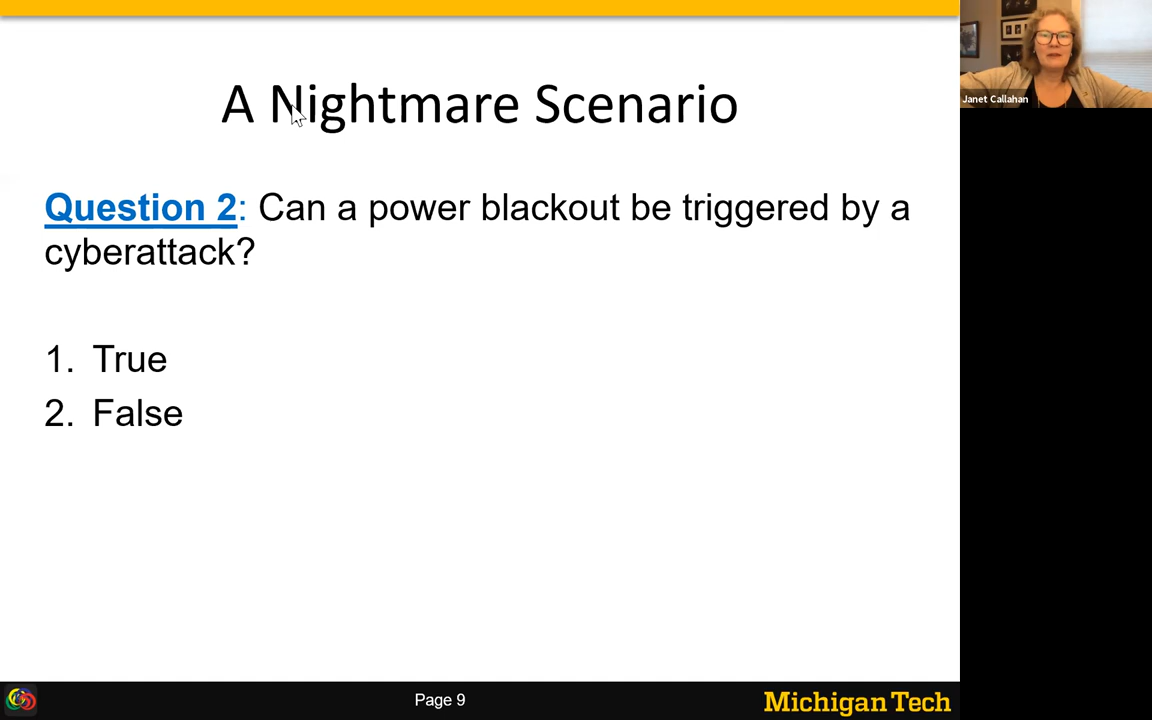 A Nightmare Scenario
Janet Callahan
Question 2: Can a power blackout be triggered by a
cyberattack?
1. True
2. False
Page 9
Michigan Tech